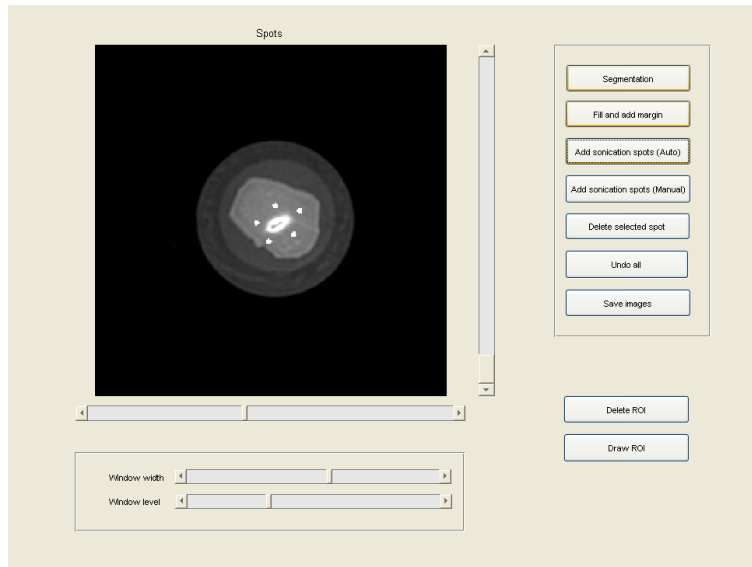 Spots
Segmentation
Fill and add margin
Add sonication spots (Auto)
Add sonication spots (Manual)
Delete selected spot
Undo all
Save images
Delete ROI
Draw ROI
Window width
Window level